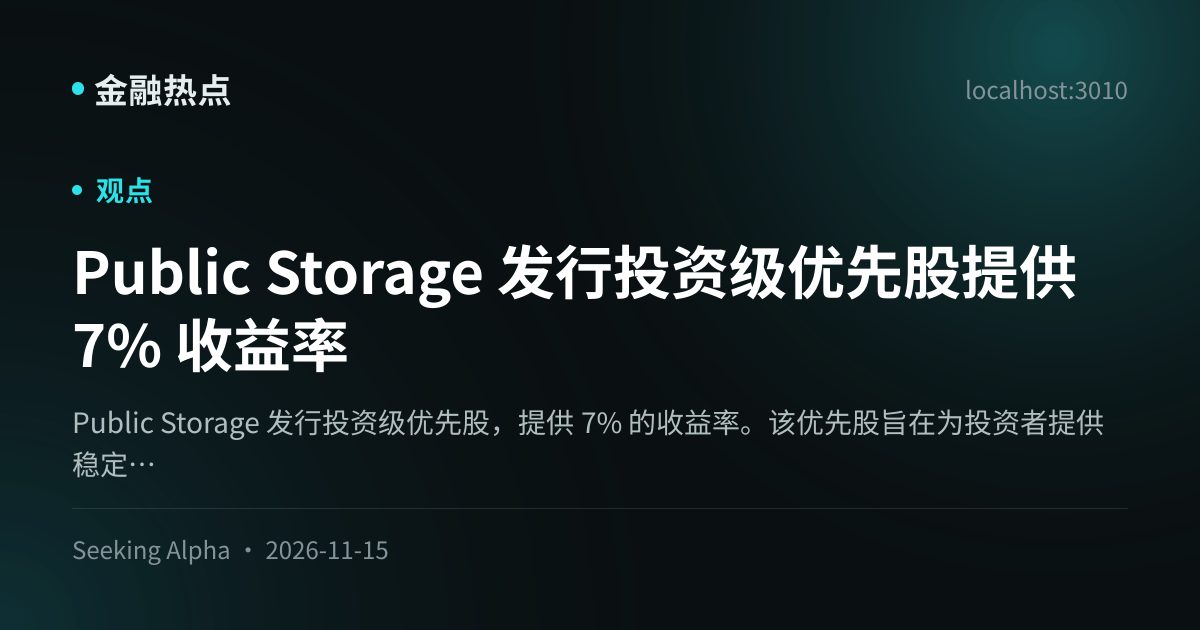 金融热点
localhost:3010
观点
Public Storage 发行投资级优先股提供
7% 收益率
Public Storage 发行投资级优先股，提供 7% 的收益率。该优先股旨在为投资者提供
稳定…
Seeking Alpha · 2026-11-15